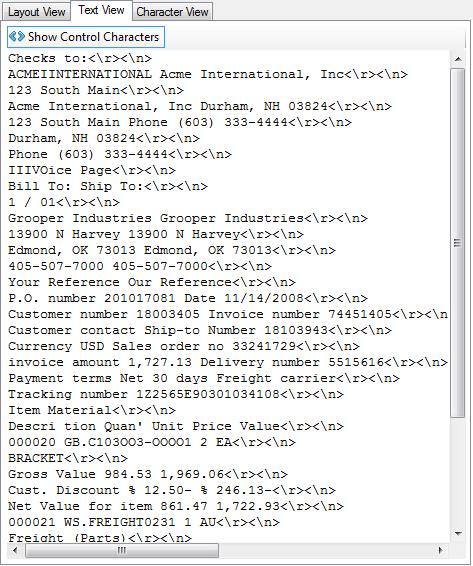 Layout View Text View Character View
Show Control Characters
Checks to:<\r><\n>
ACMEIINTERNATIONAL Acme International, Inc<\r><\n>
123 South Main<\r><\n>
Acme International, Inc Durham, NH 03824<\r><\n>
123 South Main Phone (603) 333-4444<\r><\n>
Durham, NH 03824<\r><\n>
Phone (603) 333-4444<\r><\n>
IIIVOice Page<\r><\n>
Bill To: Ship To:<\r><\n>
1 / 01<\r><\n>
Grooper Industries Grooper Industries<\r><\n>
13900 N Harvey 13900 N Harvey<\r><\n>
Edmond, OK 73013 Edmond, OK 73013<\r><\n>
405-507-7000 405-507-7000<\r><\n>
Your Reference Our Reference<\r><\n>
P.O. number 201017081 Date 11/14/2008<\r><\n>
Customer number 18003405 Invoice number 74451405<\r><\n
Customer contact Ship-to Number 18103943<\r><\n>
Currency USD Sales order no 33241729<\r><\n>
invoice amount 1,727.13 Delivery number 5515616<\r><\n>
Payment terms Net 30 days Freight carrier<\r><\n>
Tracking number 122565E90301034108<\r><\n>
Item Material<\r><\n>
Descri tion Quan' Unit Price Value<\r><\n>
000020 GB.C103OO3-OOOO1 2 EA<\r><\n>
BRACKET<\r><\n>
Gross Value 984.53 1,969.06<\r><\n>
Cust. Discount % 12.50- % 246.13-<\r><\n>
Net Value for item 861.47 1,722.93<\r><\n>
000021 WS.FREIGHT0231 1 AU<\r><\n>
Freight (Parts)<\r><\n>